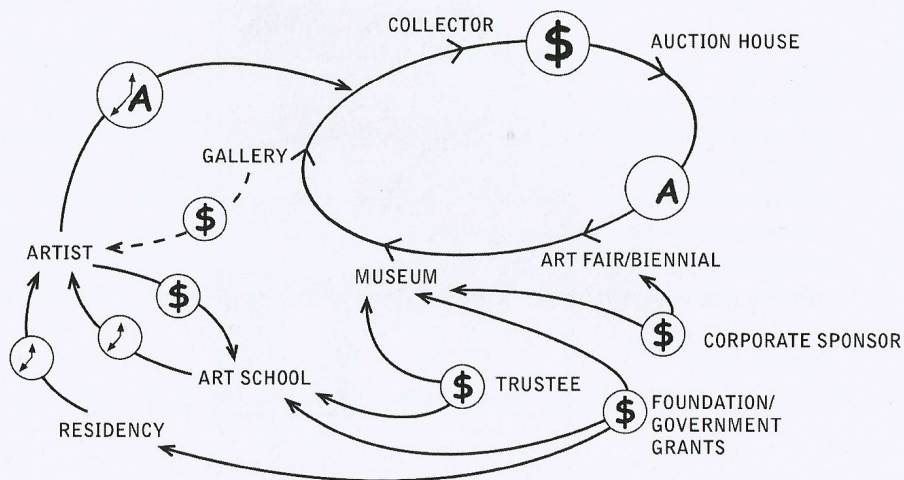 COLLECTOR
$
AUCTION HOUSE
A
GALLERY
A
$
ARTIST
ART FAIR/BIENNIAL
MUSEUM
$
$
CORPORATE SPONSOR
ART SCHOOL
$
TRUSTEE
$
FOUNDATION/
GOVERNMENT
GRANTS
RESIDENCY